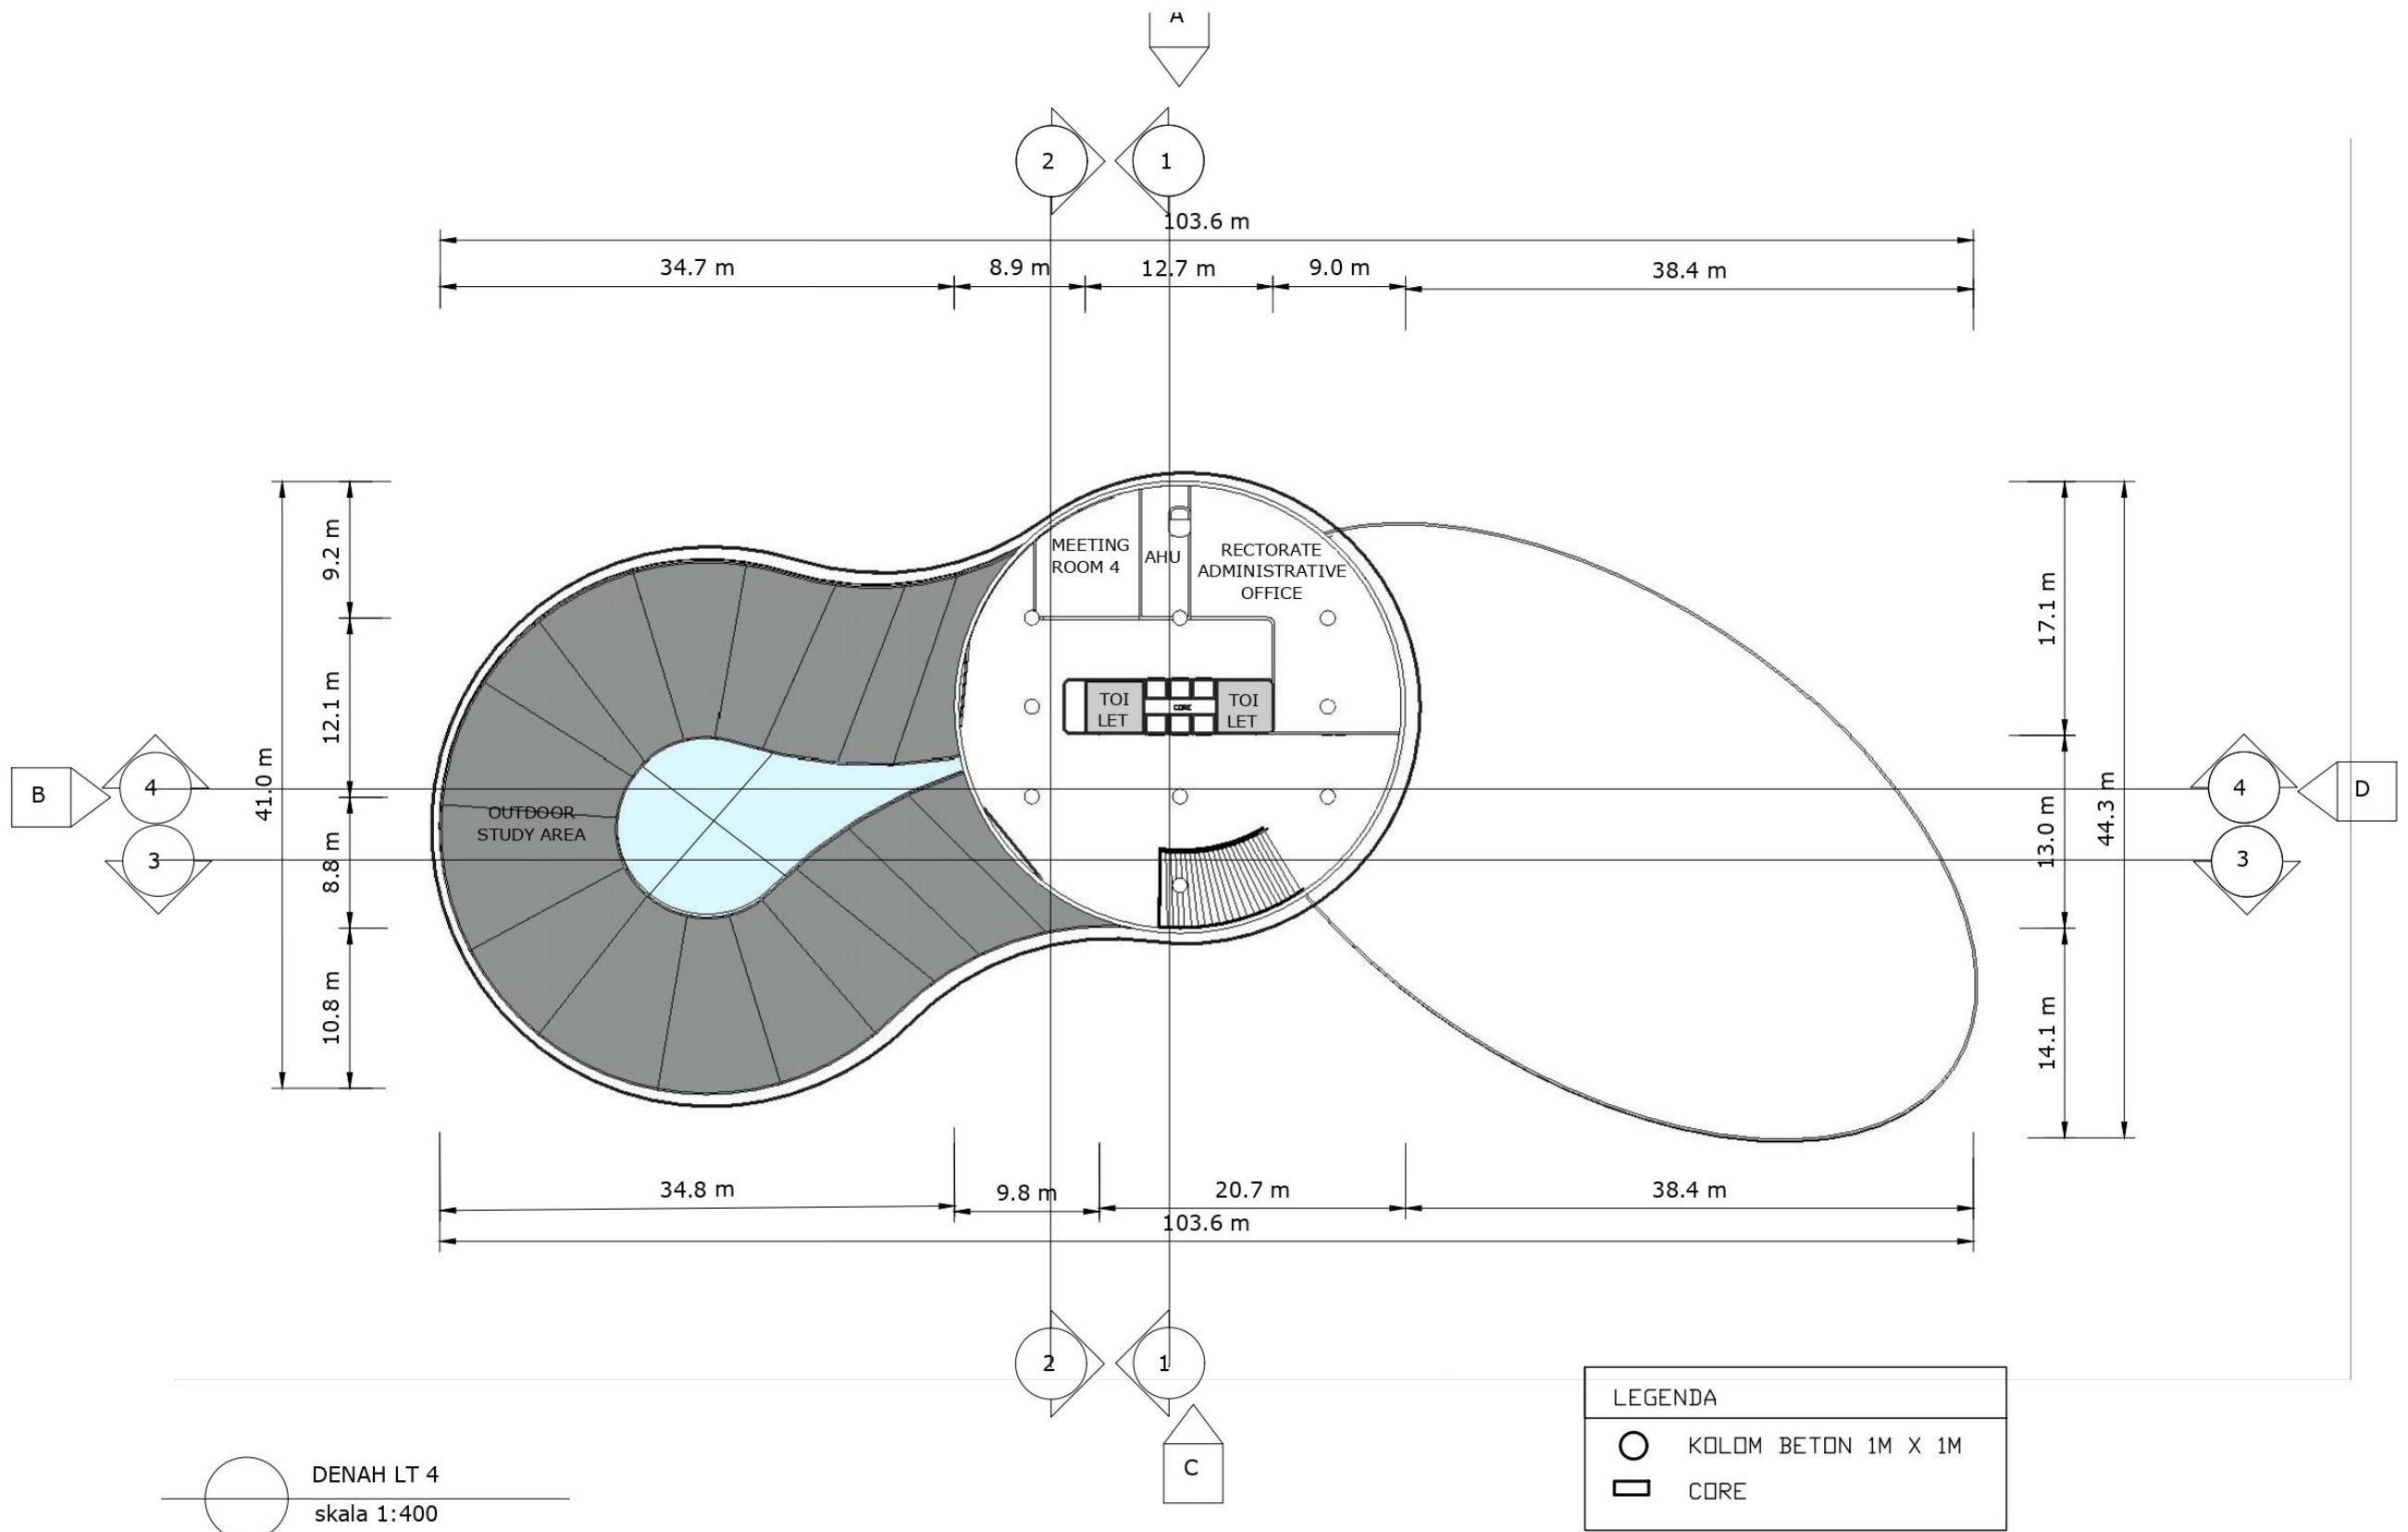 A
2
1
103.6 m
34.7 m
8.9 m
12.7 m
9.0 m
38.4 m
9.2 m
12.1 m
41.0 m
8.8 m
10.8 m
MEETING
ROOM 4
AHU
RECTORATE
ADMINISTRATIVE
OFFICE
TOI
LET
CORE
TOI
LET
OUTDOOR
STUDY AREA
17.1 m
13.0 m
44.3 m
14.1 m
B
4
3
4
D
3
34.8 m
9.8 m
20.7 m
38.4 m
103.6 m
2
1
C
DENAH LT 4
skala 1:400
LEGENDA
KOLOM BETON 1M X 1M
CORE